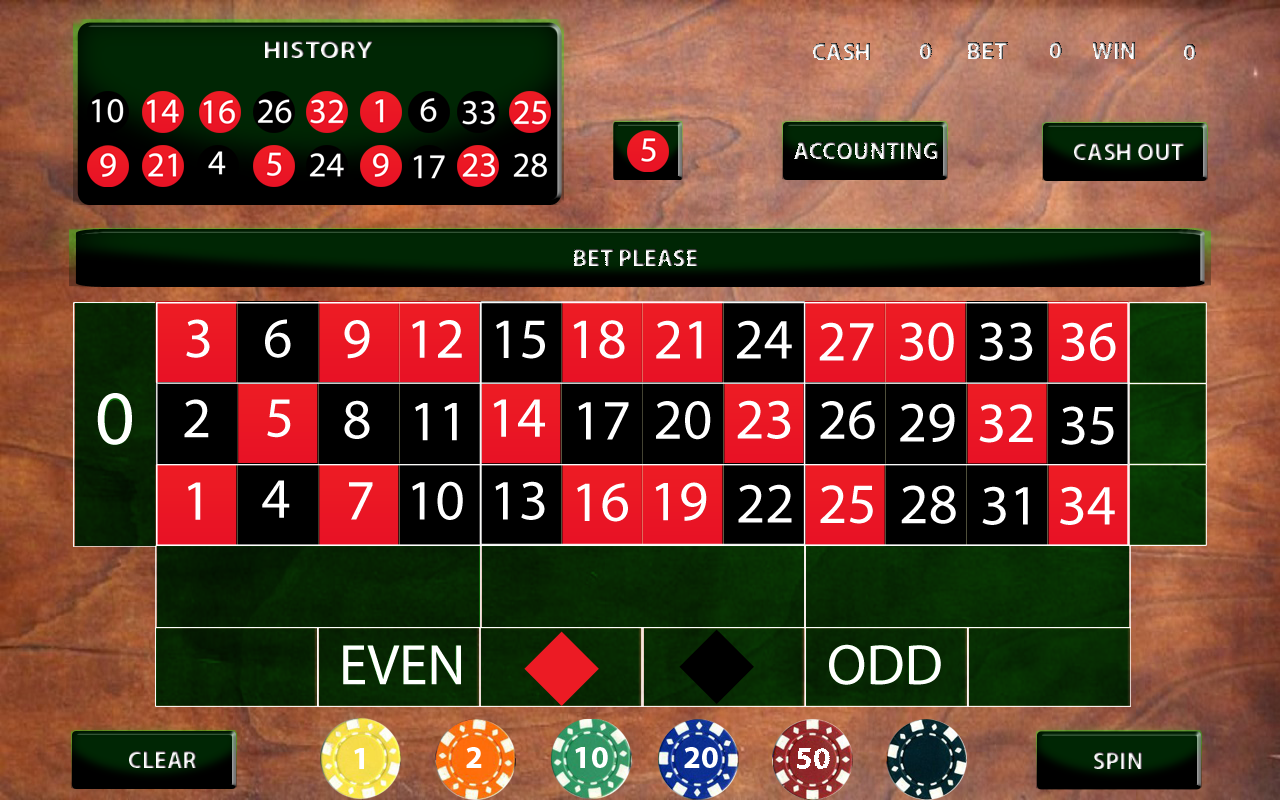 HISTORY
CASH 0 BET 0 WIN 0
10 14 16 26 32 1 6 33 25
9 21 4 5 24 9 17 23 28
5
ACCOUNTING
CASH OUT
BET PLEASE
3 6 9 12 15 18 21 24 27 30 33 36
0
2 5 8 11 14 17 20 23 26 29 32 35
1 4 7 10 13 16 19 22 25 28 31 34
EVEN
ODD
CLEAR
1 2 10 20 50
SPIN